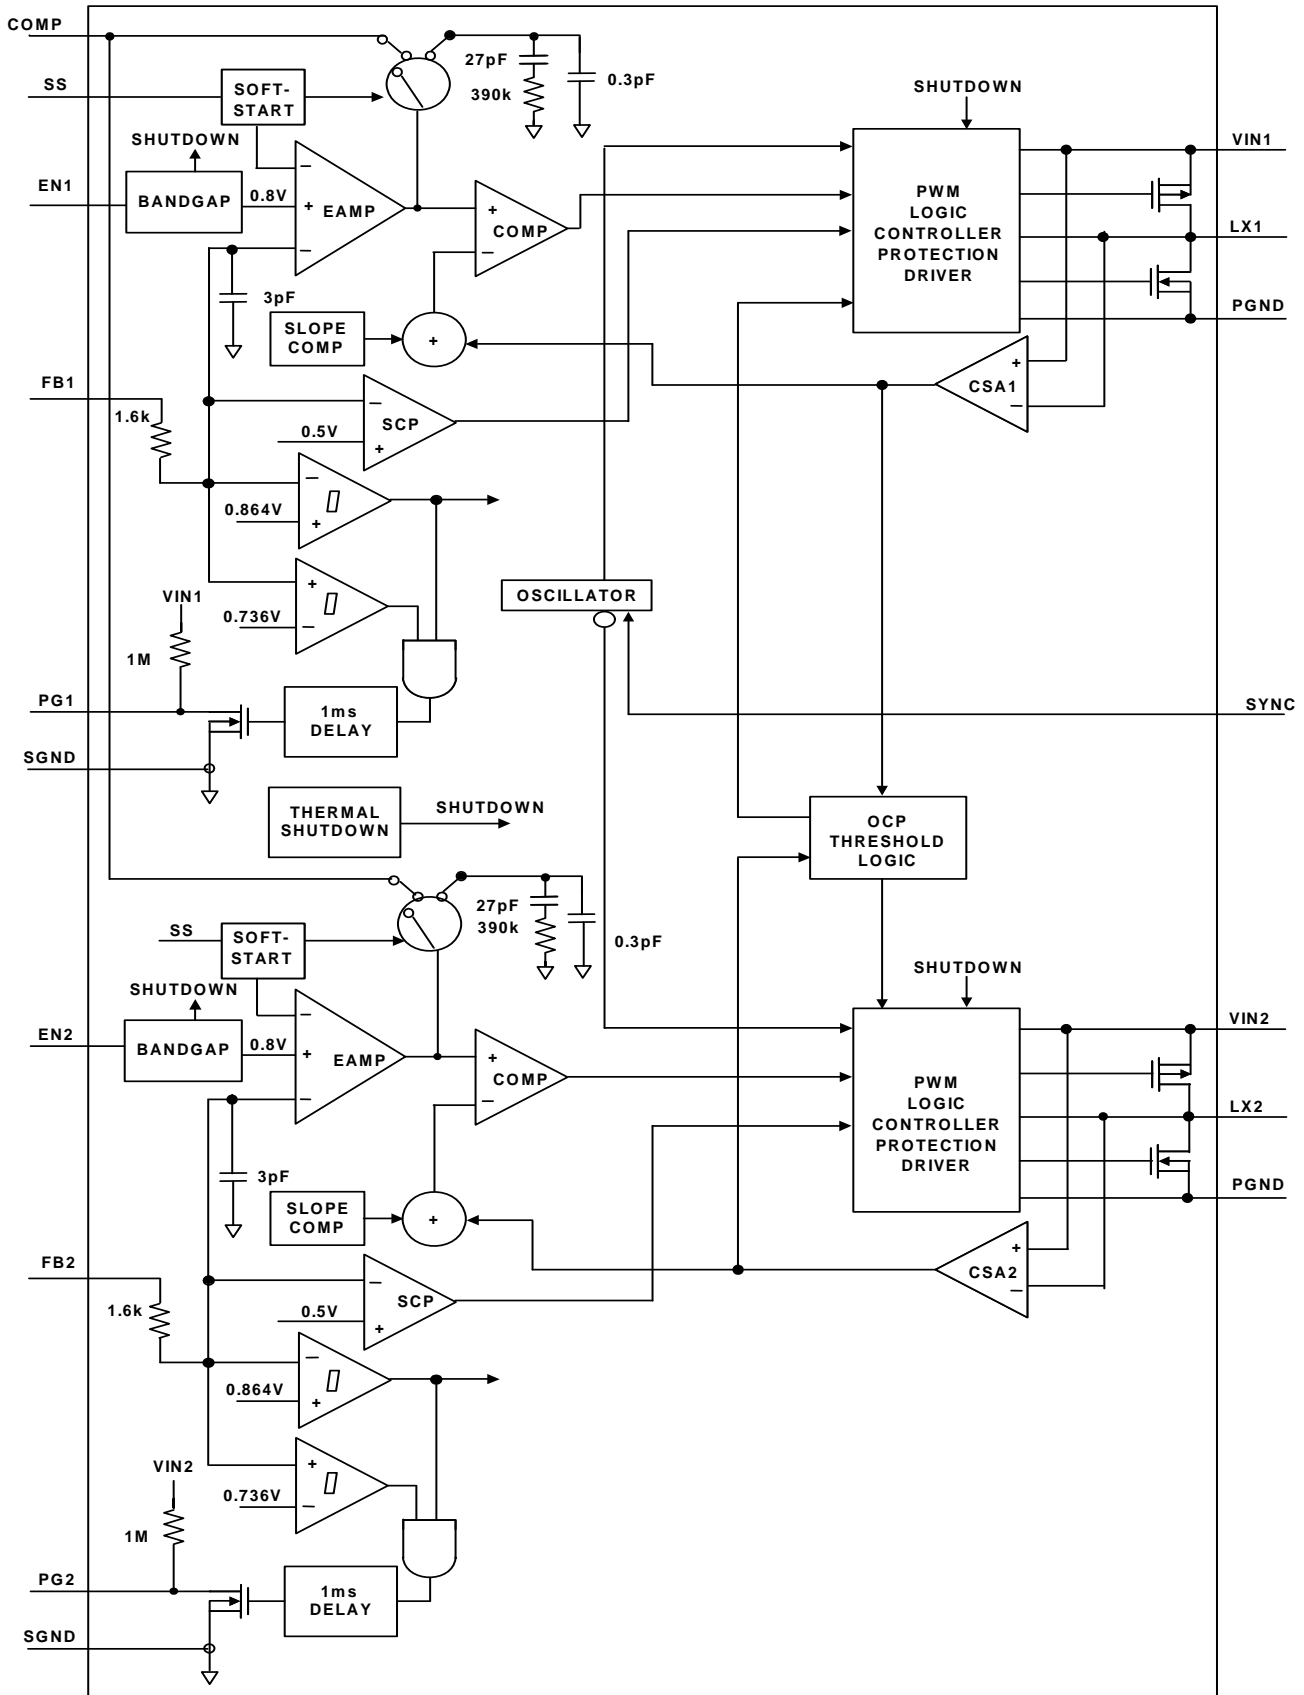 COMP
27pF
0.3pF
390k
SS
SOFT-
START
SHUTDOWN
SHUTDOWN
VIN1
EN1
BANDGAP
0.8V
EAMP
COMP
PWM
LOGIC
CONTROLLER
PROTECTION
DRIVER
LX1
3pF
PGND
SLOPE
COMP
+
CSA1
FB1
1.6k
SCP
0.5V
0.864V
VIN1
0.736V
OSCILLATOR
1M
PG1
1ms
DELAY
SYNC
SGND
THERMAL
SHUTDOWN
SHUTDOWN
OCP
THRESHOLD
LOGIC
27pF
390k
0.3pF
SS
SOFT-
START
SHUTDOWN
SHUTDOWN
VIN2
EN2
BANDGAP
0.8V
EAMP
COMP
PWM
LOGIC
CONTROLLER
PROTECTION
DRIVER
LX2
3pF
PGND
SLOPE
COMP
+
CSA2
FB2
1.6k
SCP
0.5V
0.864V
VIN2
0.736V
1M
PG2
1ms
DELAY
SGND